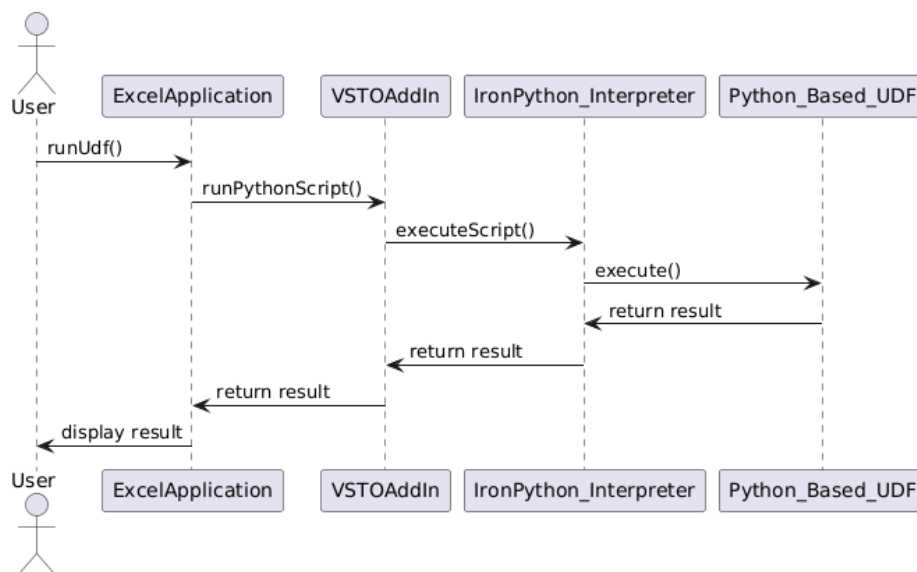 User
ExcelApplication
VSTOAddIn
IronPython_Interpreter
Python_Based_UDF
runUdf()
runPythonScript()
executeScript()
execute()
return result
return result
return result
display result
User
ExcelApplication
VSTOAddIn
IronPython_Interpreter
Python_Based_UDF